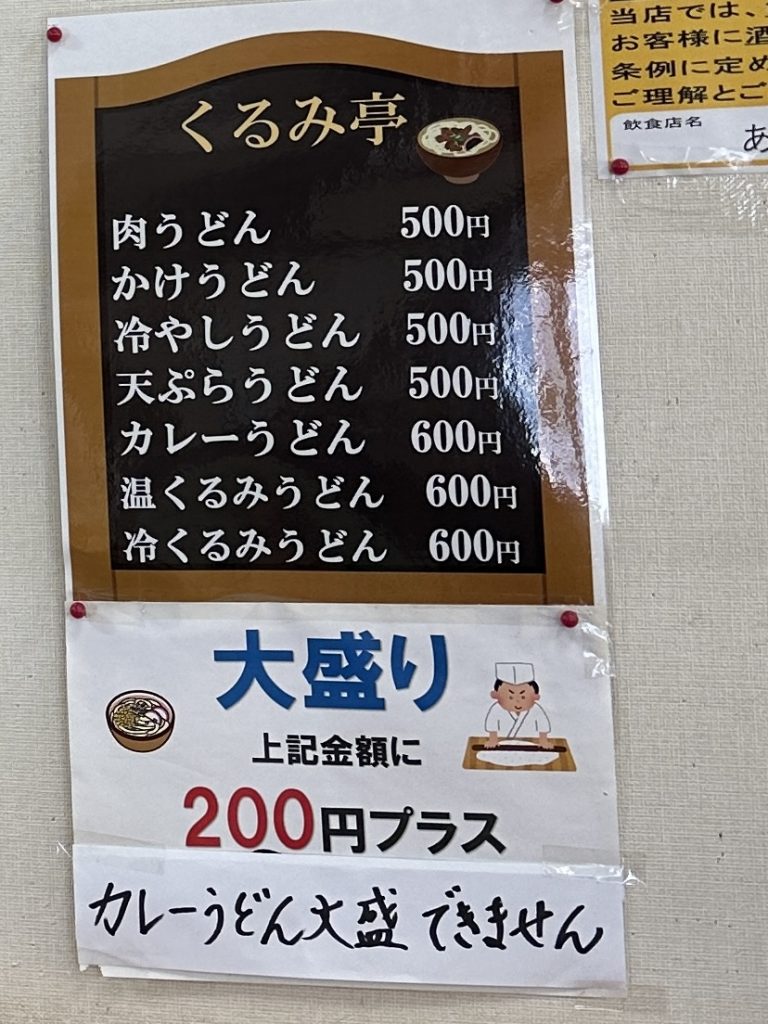 くるみ亭
肉うどん 500円
かけうどん 500円
冷やしうどん 500円
天ぷらうどん 500円
カレーうどん 600円
温くるみうどん 600円
冷くるみうどん 600円
大盛り
上記金額に
200円プラス
カレーうどん大盛できません
当店では、
お客様に酒
条例に定め
ご理解とご
飲食店名 あ